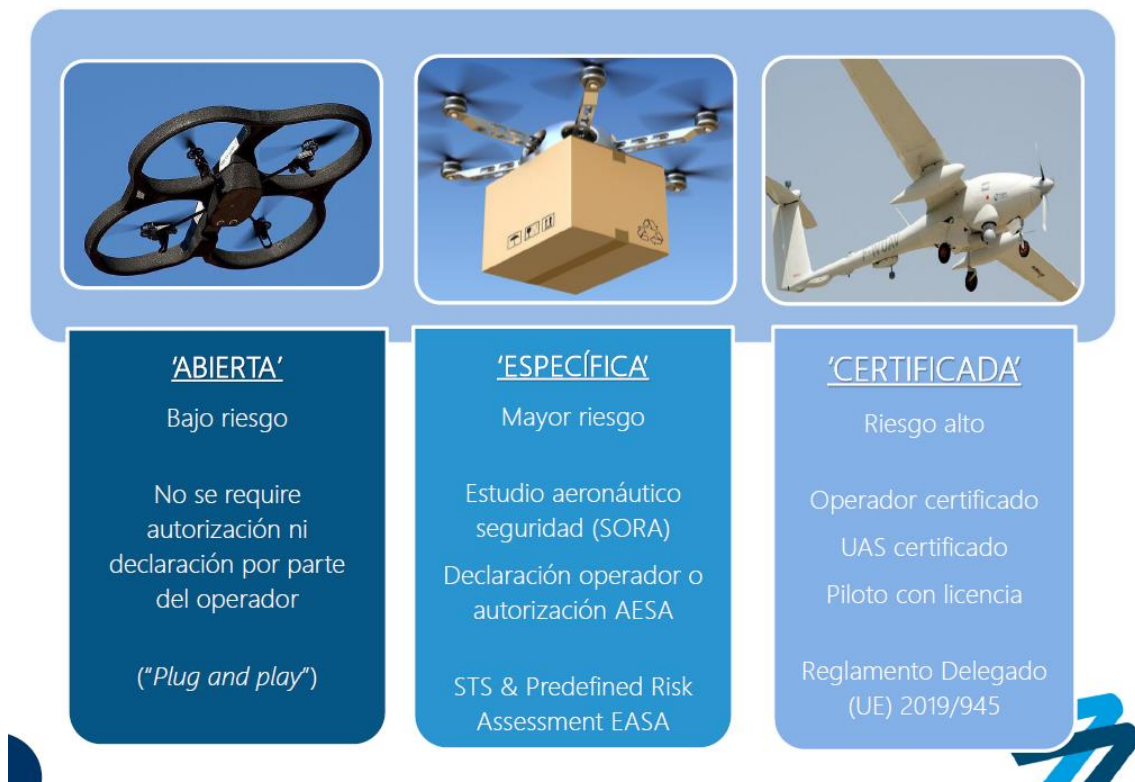 'ABIERTA'
Bajo riesgo
No se require
autorización ni
declaración por parte
del operador
("Plug and play")
'ESPECÍFICA'
Mayor riesgo
Estudio aeronáutico
seguridad (SORA)
Declaración operador o
autorización AESA
STS & Predefined Risk
Assessment EASA
'CERTIFICADA'
Riesgo alto
Operador certificado
UAS certificado
Piloto con licencia
Reglamento Delegado
(UE) 2019/945